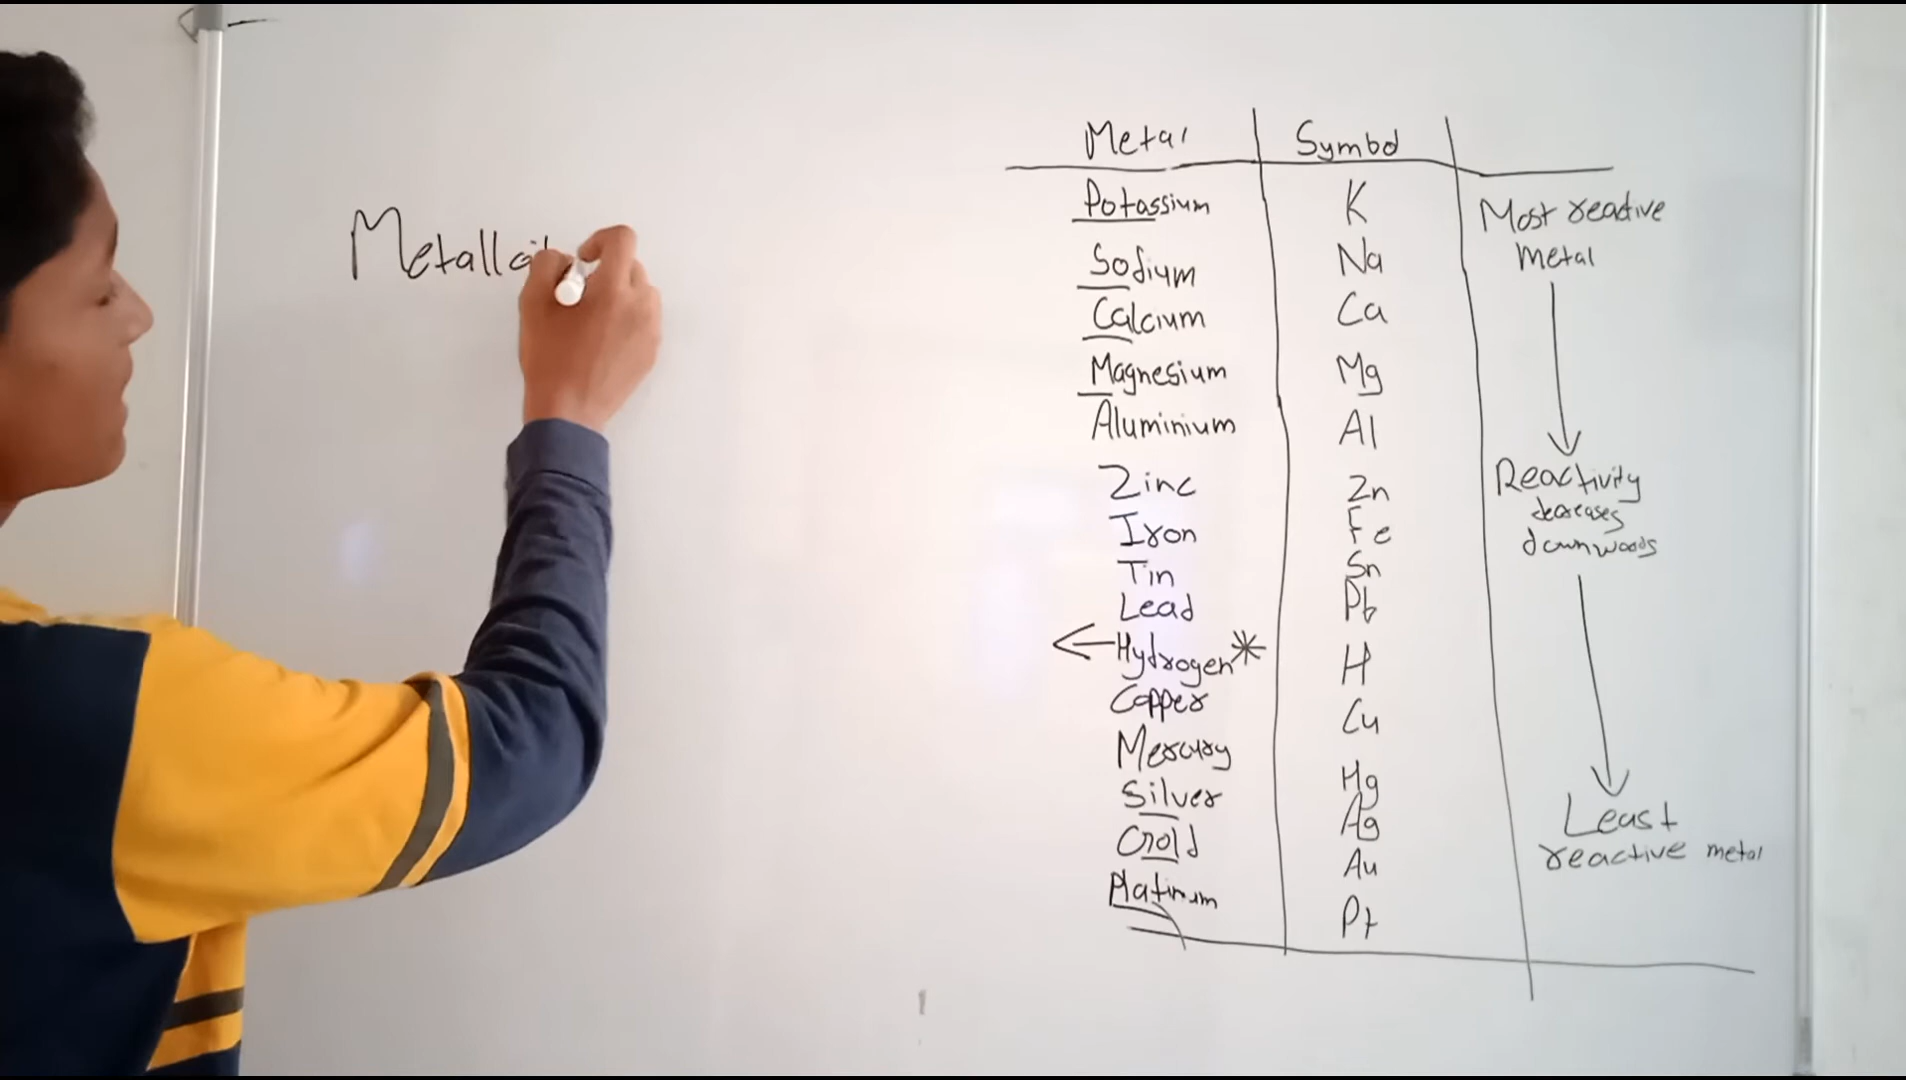 Metalloi
Metal Symbol
Potassium K Most reactive
metal
Sodium Na
Calcium Ca
Magnesium Mg
Aluminium Al
Zinc Zn Reactivity
decreases
downwards
Iron Fe
Tin Sn
Lead Pb
Hydrogen* H
Copper Cu
Mercury Hg
Silver Ag Least
reactive metal
Gold Au
Platinum Pt